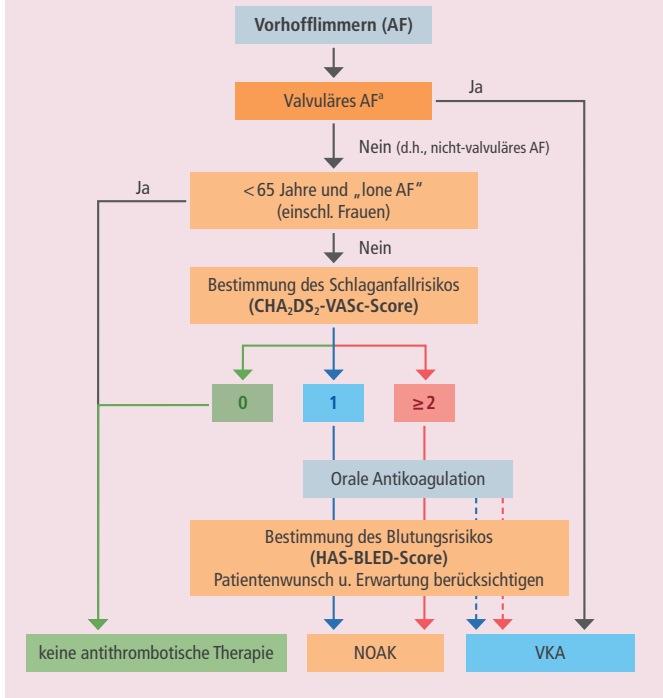 Vorhofflimmern (AF)
Valvuläres AFᵃ
Ja
Nein (d.h., nicht-valvuläres AF)
Ja
<65 Jahre und „lone AF“
(einschl. Frauen)
Nein
Bestimmung des Schlaganfallrisikos
(CHA₂DS₂-VASc-Score)
0
1
≥2
Orale Antikoagulation
Bestimmung des Blutungsrisikos
(HAS-BLED-Score)
Patientenwunsch u. Erwartung berücksichtigen
keine antithrombotische Therapie
NOAK
VKA